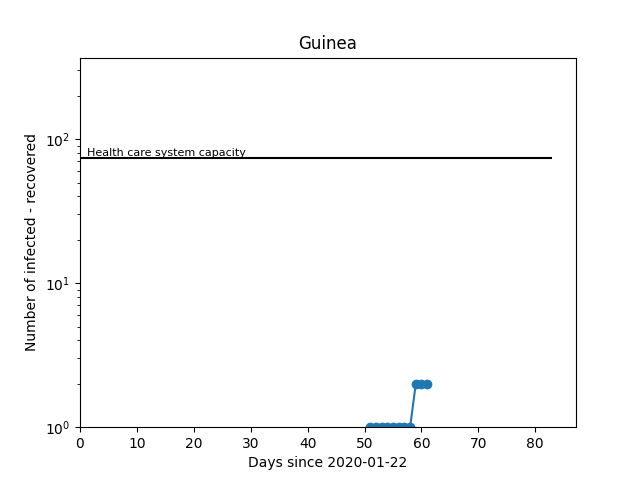 Guinea
Number of infected - recovered
10²
10¹
10⁰
Health care system capacity
0 10 20 30 40 50 60 70 80
Days since 2020-01-22